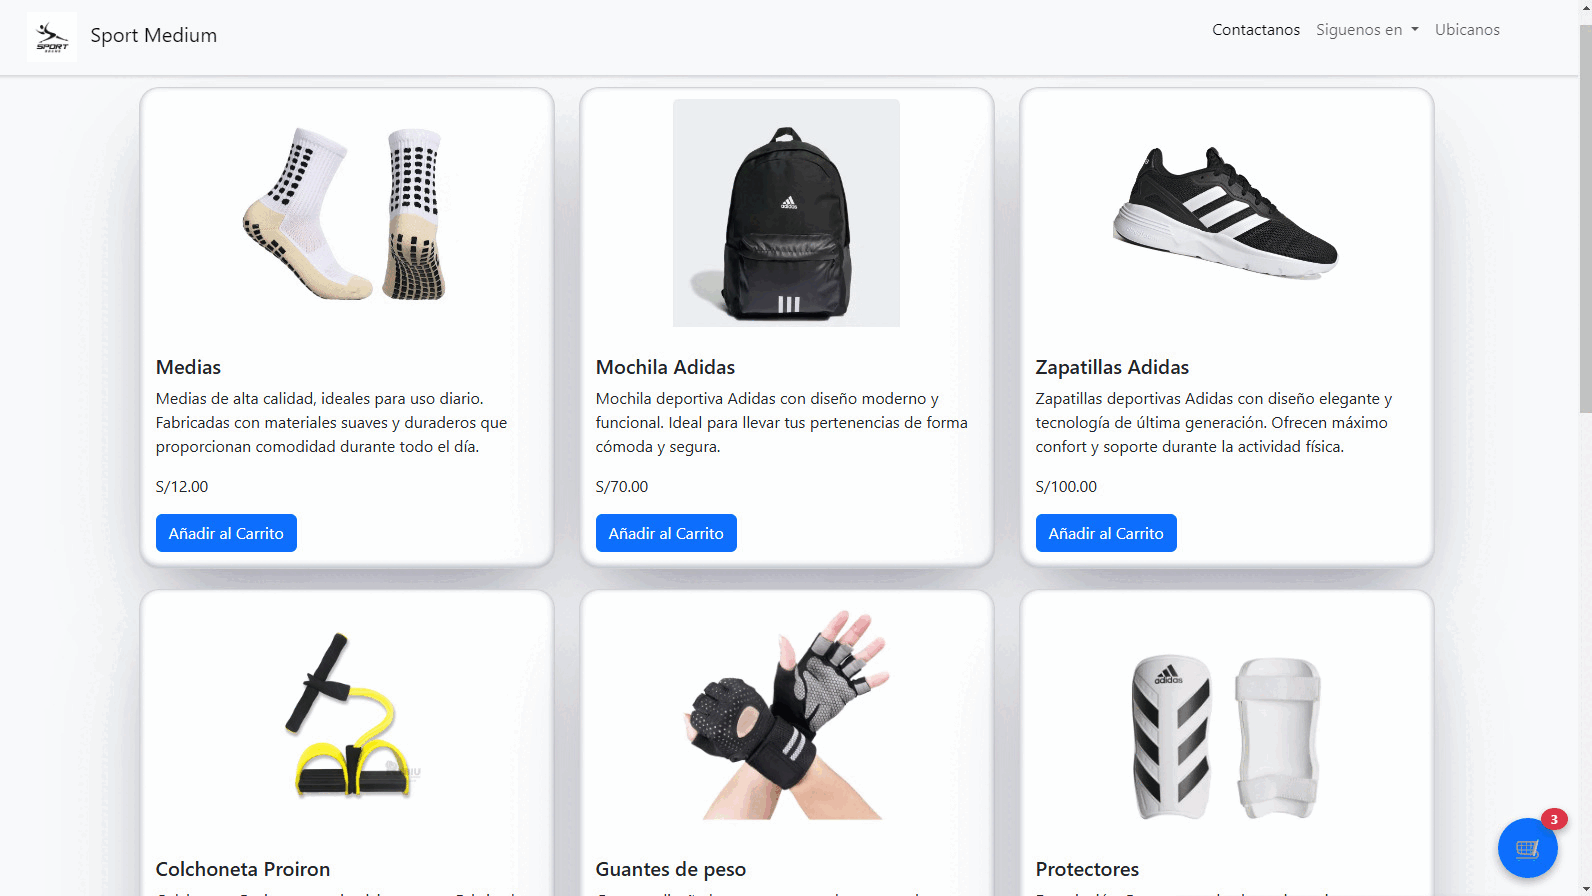 SPORT
Sport Medium
Contactanos
Siguenos en
Ubicanos
adidas
Medias
Medias de alta calidad, ideales para uso diario.
Fabricadas con materiales suaves y duraderos que
proporcionan comodidad durante todo el día.
S/12.00
Añadir al Carrito
Mochila Adidas
Mochila deportiva Adidas con diseño moderno y
funcional. Ideal para llevar tus pertenencias de forma
cómoda y segura.
S/70.00
Añadir al Carrito
Zapatillas Adidas
Zapatillas deportivas Adidas con diseño elegante y
tecnología de última generación. Ofrecen máximo
confort y soporte durante la actividad física.
S/100.00
Añadir al Carrito
adidas
Colchoneta Proiron
Guantes de peso
Protectores
3